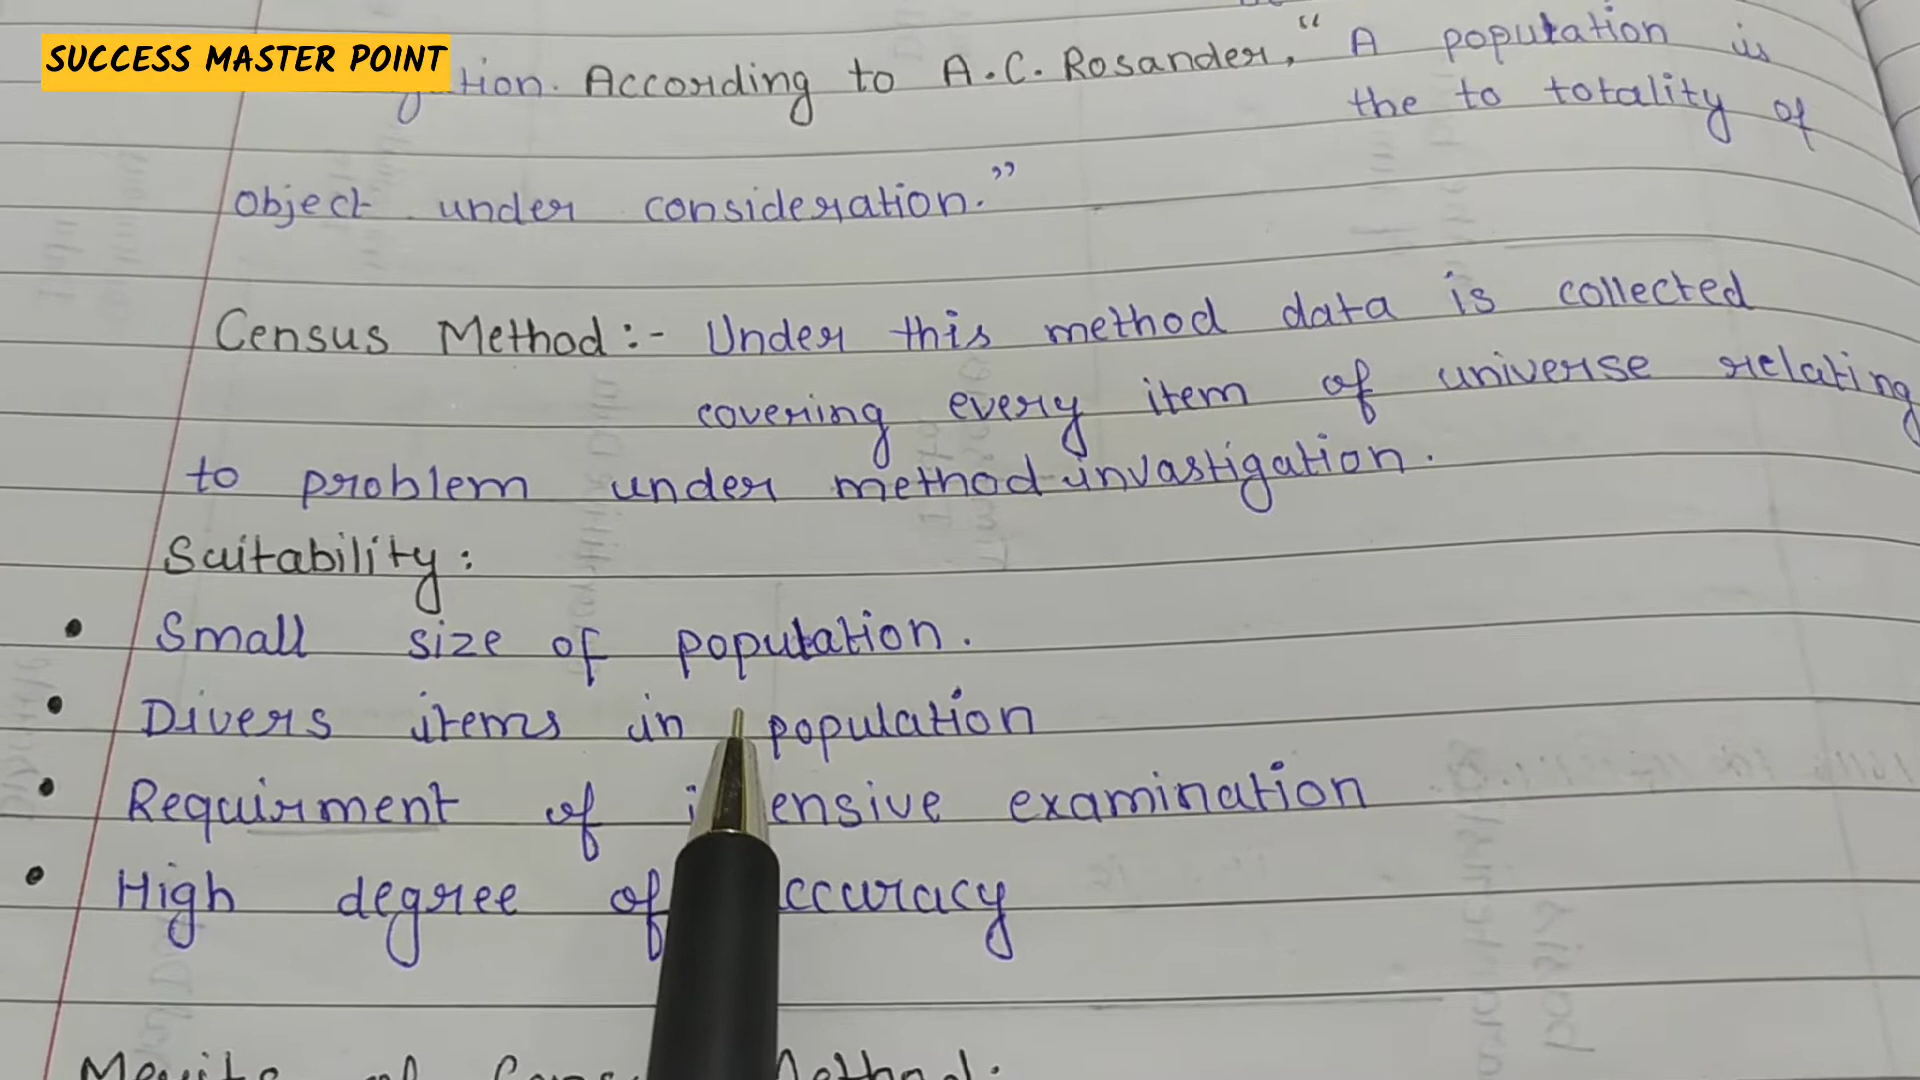 SUCCESS MASTER POINT
tion. According to A.C. Rosander, “ A population is
the to totality of
object under consideration.”
Census Method:- Under this method data is collected
covering every item of universe relating
to problem under method invastigation.
Suitability:
• Small size of population.
• Divers items in population
• Requirment of ensive examination
• High degree of ccuracy